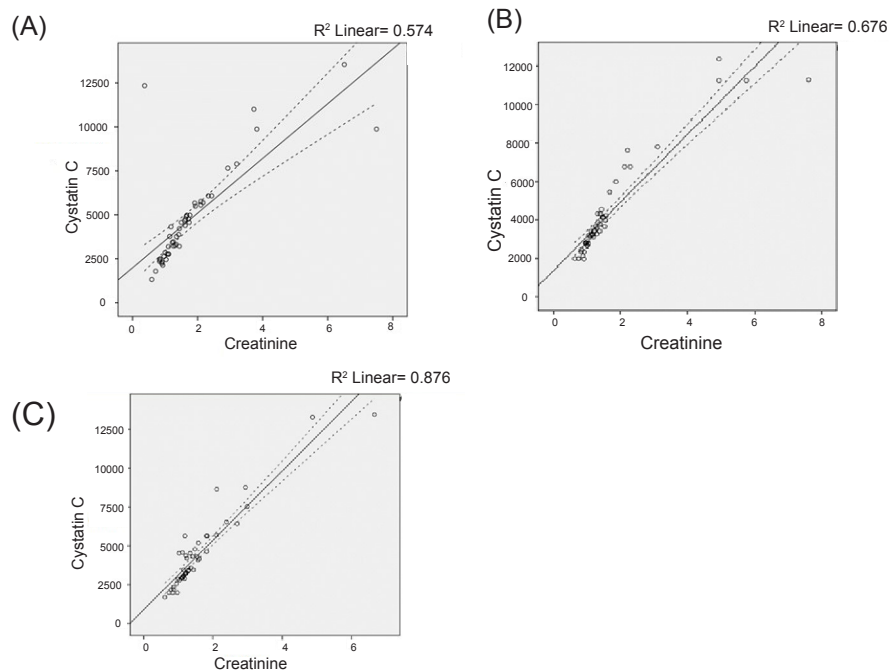 (A)
R² Linear= 0.574
Cystatin C
12500
10000
7500
5000
2500
0
0 2 4 6 8
Creatinine
(B)
R² Linear= 0.676
Cystatin C
12000
10000
8000
6000
4000
2000
0
0 2 4 6 8
Creatinine
(C)
R² Linear= 0.876
Cystatin C
12500
10000
7500
5000
2500
0
0 2 4 6
Creatinine